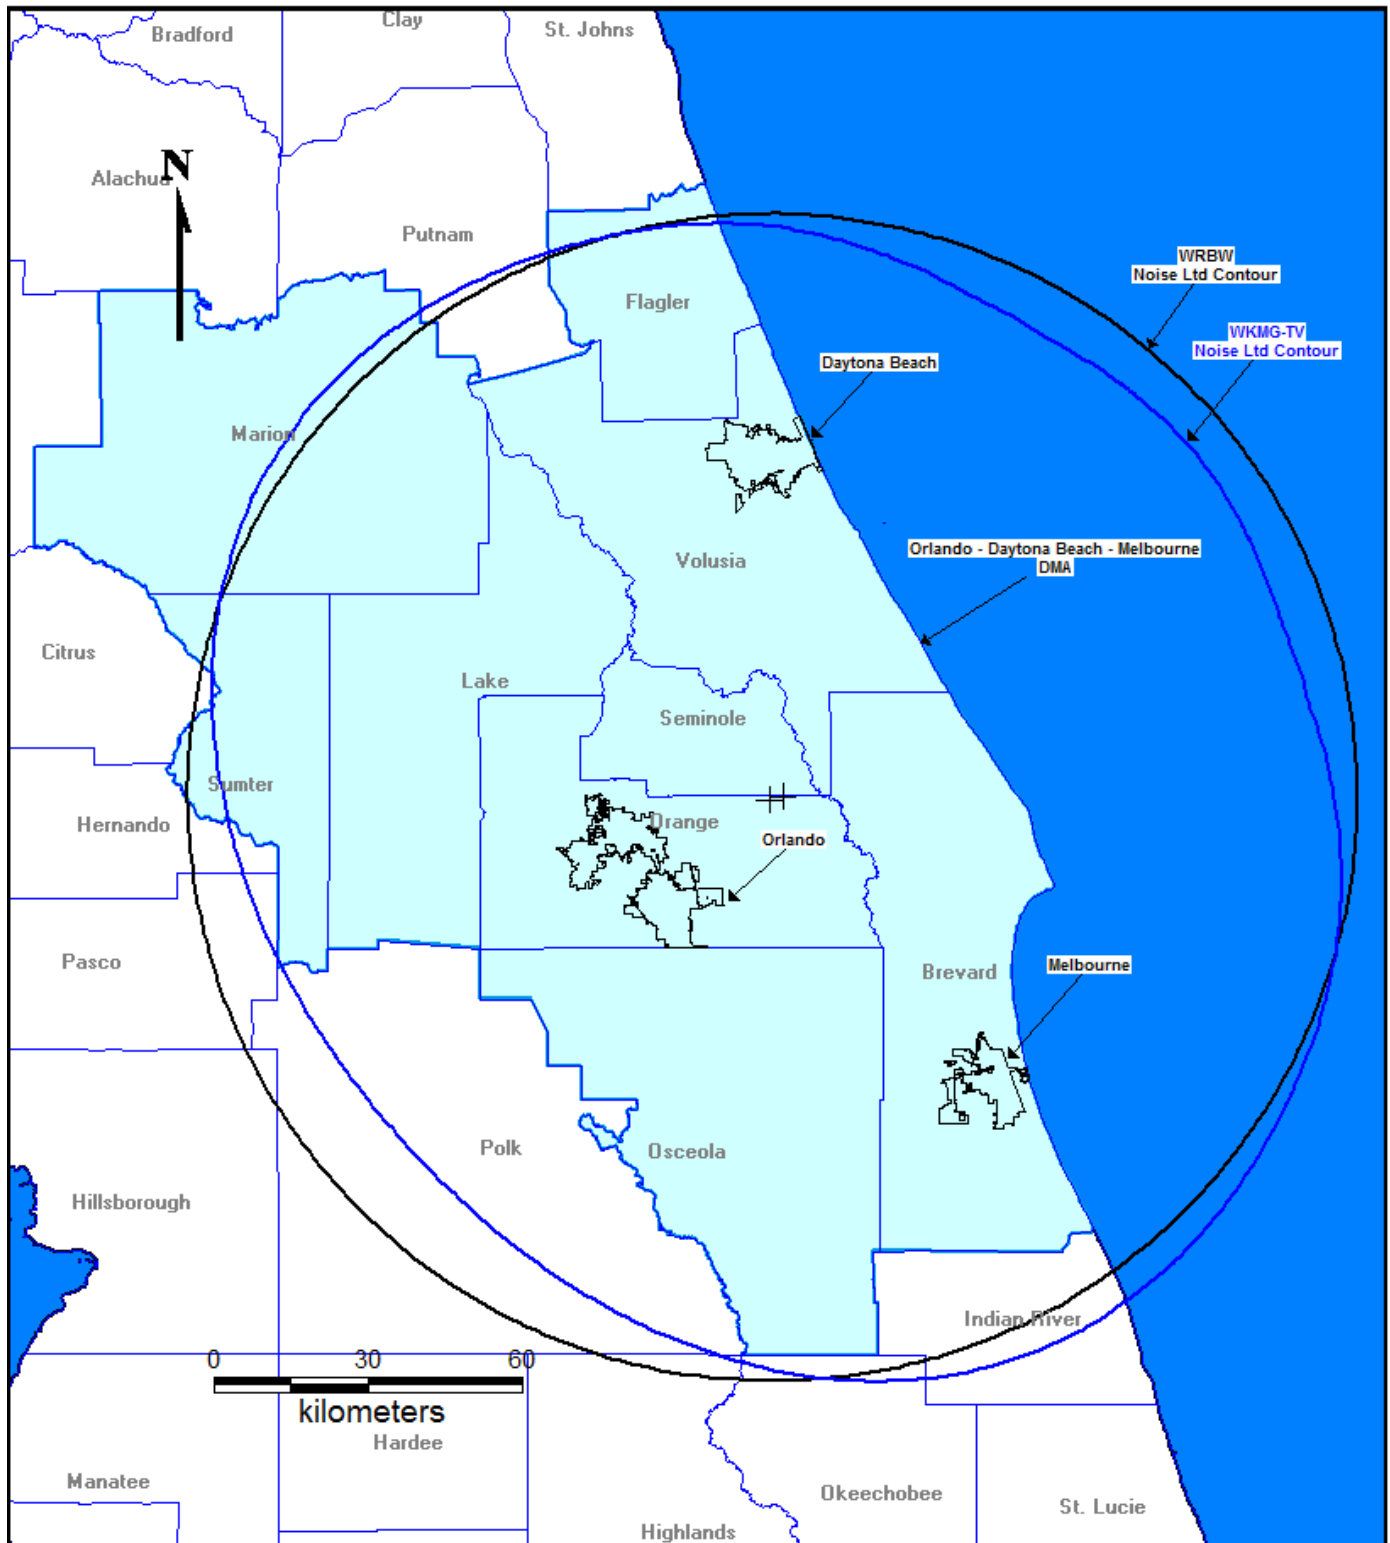 Clay
Bradford
St. Johns
N
Alachua
Putnam
WRBW
Noise Ltd Contour
Flagler
WKMG-TV
Noise Ltd Contour
Daytona Beach
Marion
Orlando - Daytona Beach - Melbourne
DMA
Volusia
Citrus
Lake
Seminole
Sumter
Hernando
Orange
Orlando
Pasco
Brevard
Melbourne
Polk
Osceola
Hillsborough
Indian River
0 30 60
kilometers
Hardee
Manatee
Okeechobee
St. Lucie
Highlands